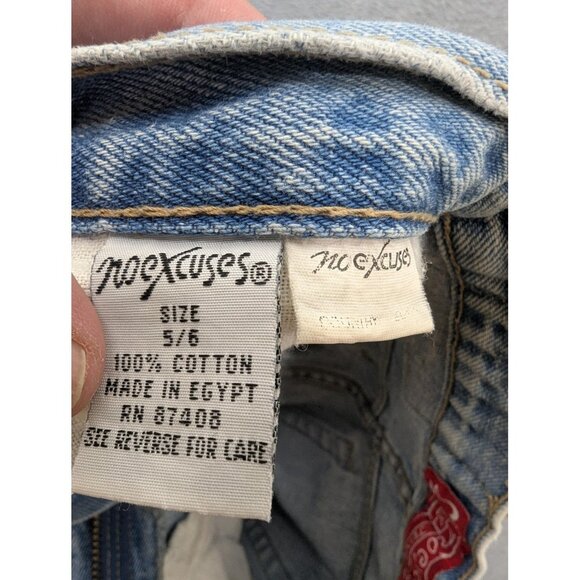 noexcuses®
SIZE
5/6
100% COTTON
MADE IN EGYPT
RN 87408
SEE REVERSE FOR CARE
noexcuses